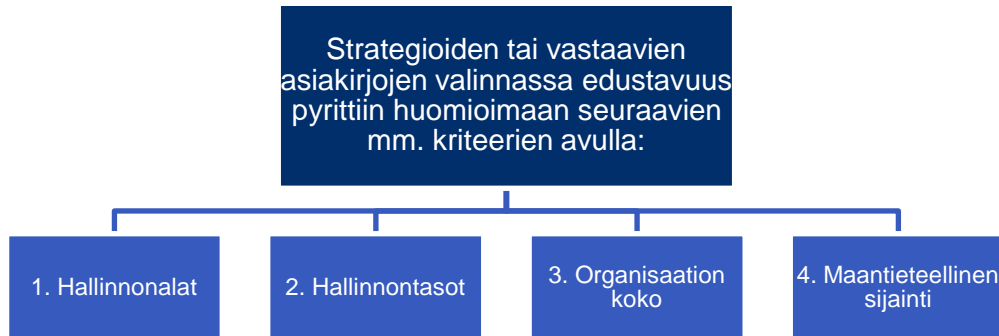 Strategioiden tai vastaavien
asiakirjojen valinnassa edustavuus
pyrittiin huomioimaan seuraavien
mm. kriteerien avulla:
1. Hallinnonalat
2. Hallinnontasot
3. Organisaation
koko
4. Maantieteellinen
sijainti